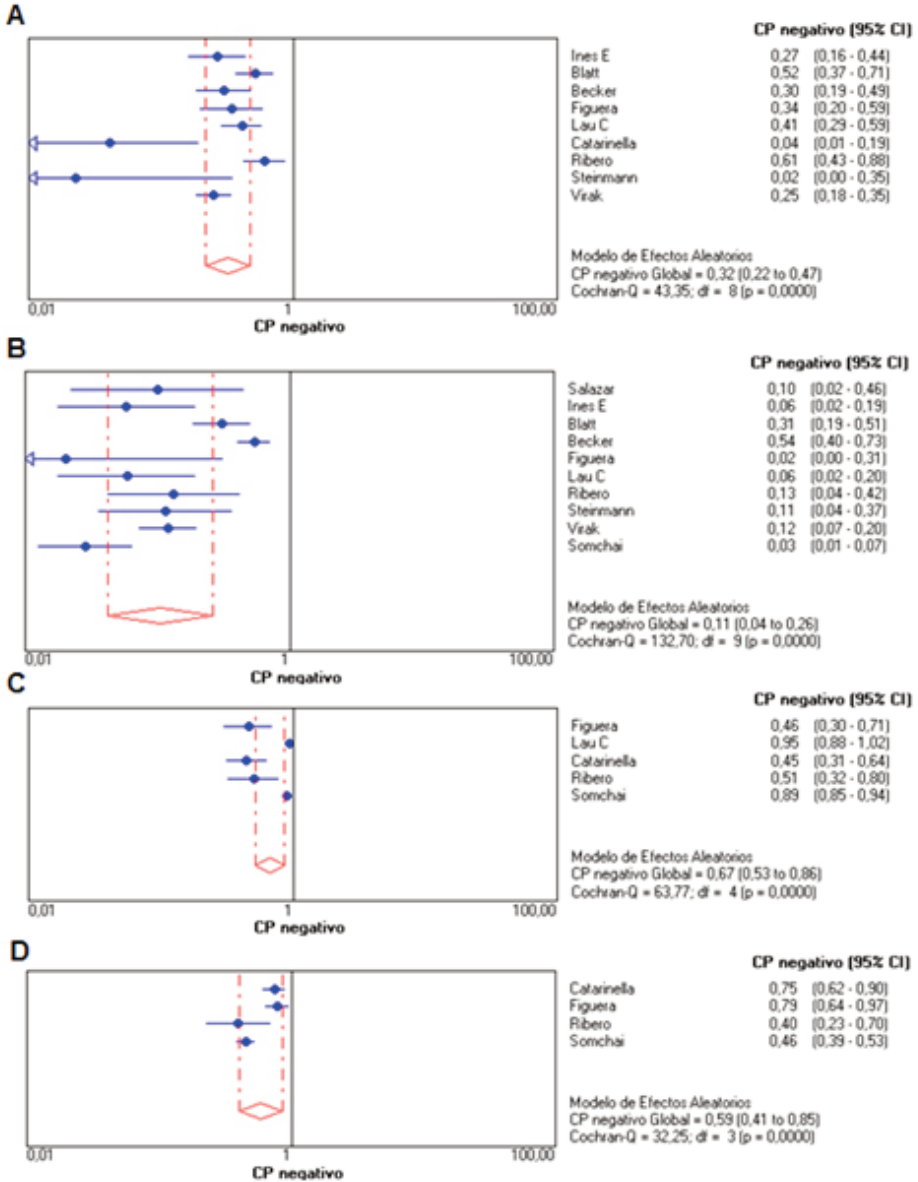 A
CP negativo (95% CI)
Ines E 0,27 (0,16 - 0,44)
Blatt 0,52 (0,37 - 0,71)
Becker 0,30 (0,19 - 0,49)
Figuera 0,34 (0,20 - 0,59)
Lau C 0,41 (0,29 - 0,59)
Catarinella 0,04 (0,01 - 0,19)
Ribero 0,61 (0,43 - 0,88)
Steinmann 0,02 (0,00 - 0,35)
Virak 0,25 (0,18 - 0,35)
Modelo de Efectos Aleatorios
CP negativo Global = 0,32 (0,22 to 0,47)
Cochran-Q = 43,35; df = 8 (p = 0,0000)
0,01 1 100,00
CP negativo
B
CP negativo (95% CI)
Salazar 0,10 (0,02 - 0,46)
Ines E 0,06 (0,02 - 0,19)
Blatt 0,31 (0,19 - 0,51)
Becker 0,54 (0,40 - 0,73)
Figuera 0,02 (0,00 - 0,31)
Lau C 0,06 (0,02 - 0,20)
Ribero 0,13 (0,04 - 0,42)
Steinmann 0,11 (0,04 - 0,37)
Virak 0,12 (0,07 - 0,20)
Somchai 0,03 (0,01 - 0,07)
Modelo de Efectos Aleatorios
CP negativo Global = 0,11 (0,04 to 0,26)
Cochran-Q = 132,70; df = 9 (p = 0,0000)
0,01 1 100,00
CP negativo
C
CP negativo (95% CI)
Figuera 0,46 (0,30 - 0,71)
Lau C 0,95 (0,88 - 1,02)
Catarinella 0,45 (0,31 - 0,64)
Ribero 0,51 (0,32 - 0,80)
Somchai 0,89 (0,85 - 0,94)
Modelo de Efectos Aleatorios
CP negativo Global = 0,67 (0,53 to 0,86)
Cochran-Q = 63,77; df = 4 (p = 0,0000)
0,01 1 100,00
CP negativo
D
CP negativo (95% CI)
Catarinella 0,75 (0,62 - 0,90)
Figuera 0,79 (0,64 - 0,97)
Ribero 0,40 (0,23 - 0,70)
Somchai 0,46 (0,39 - 0,53)
Modelo de Efectos Aleatorios
CP negativo Global = 0,59 (0,41 to 0,85)
Cochran-Q = 32,25; df = 3 (p = 0,0000)
0,01 1 100,00
CP negativo